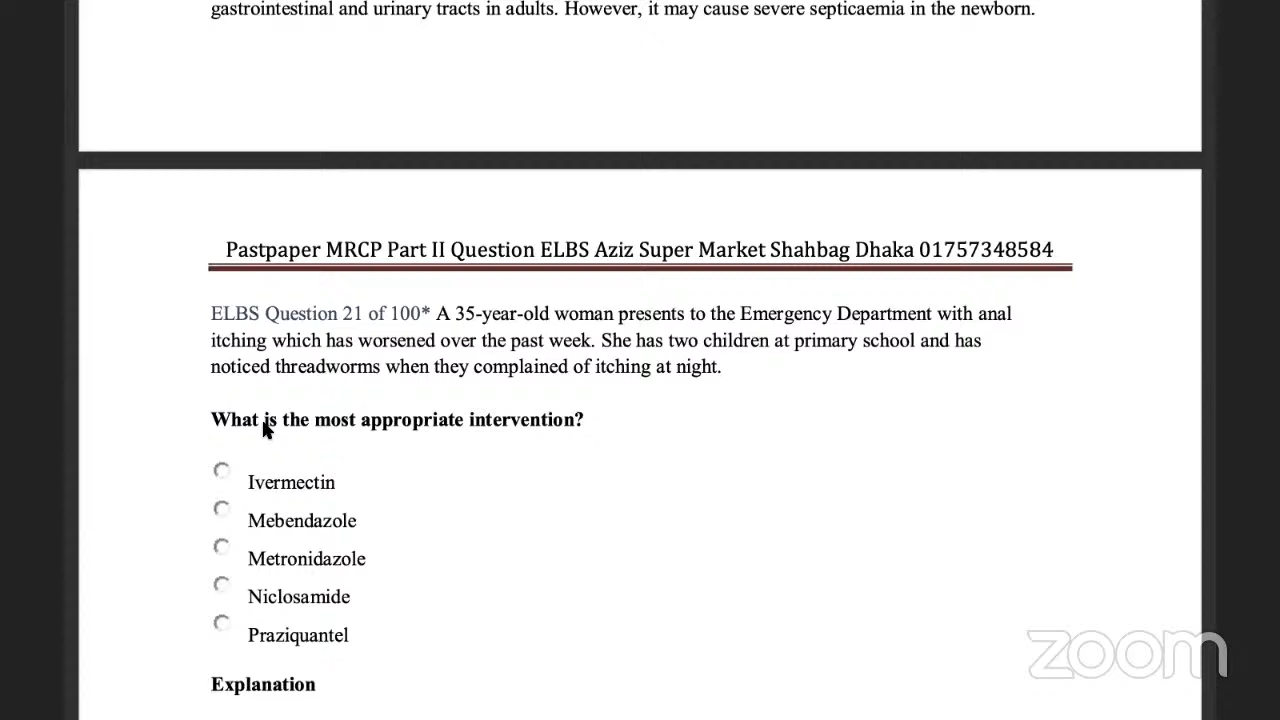 gastrointestinal and urinary tracts in adults. However, it may cause severe septicaemia in the newborn.
Pastpaper MRCP Part II Question ELBS Aziz Super Market Shahbag Dhaka 01757348584
ELBS Question 21 of 100* A 35-year-old woman presents to the Emergency Department with anal
itching which has worsened over the past week. She has two children at primary school and has
noticed threadworms when they complained of itching at night.
What is the most appropriate intervention?
Ivermectin
Mebendazole
Metronidazole
Niclosamide
Praziquantel
zoom
Explanation